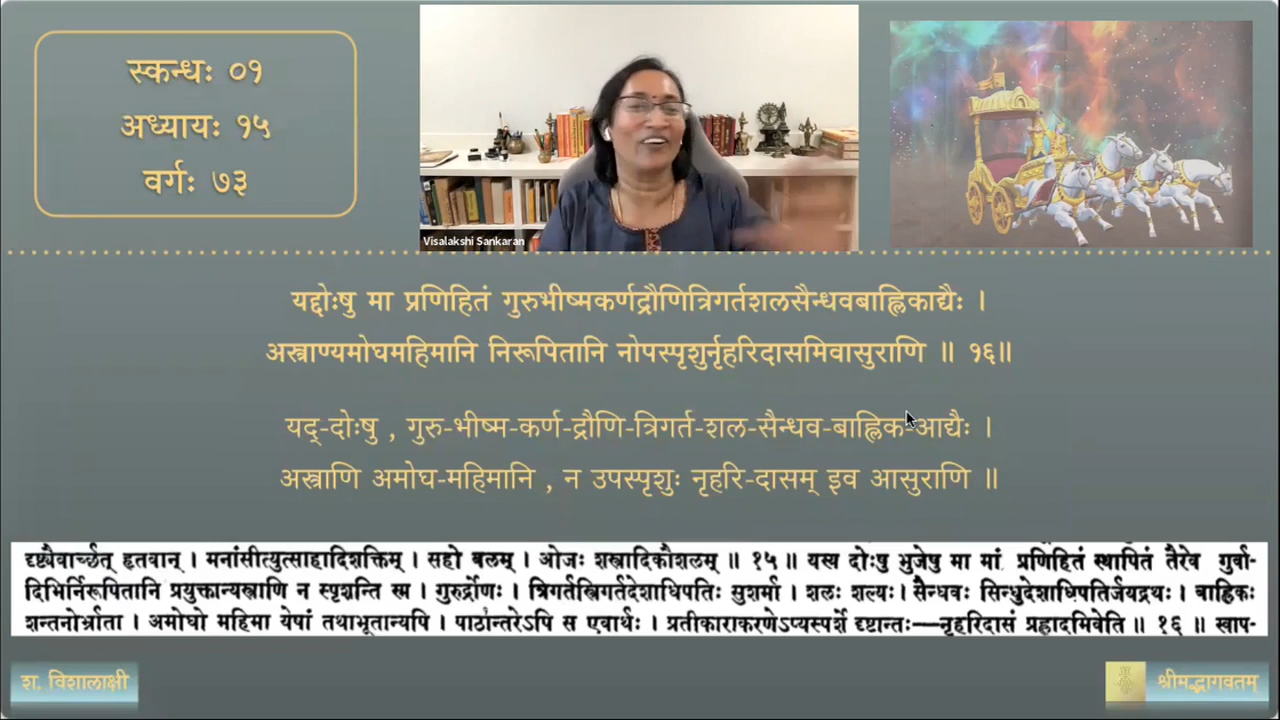 स्कन्धः ०१
अध्यायः १५
वर्गः ७३
Visalakshi Sankaran
यद्दोःषु मा प्रणिहितं गुरुभीष्मकर्णद्रौणित्रिगर्तशलसैन्धवबाह्लिकाद्यैः ।
अस्त्राण्यमोघमहिमानि निरूपितानि नोपस्पृशुर्नृहरिदासमिवासुराणि ॥ १६॥
यद्-दोःषु , गुरु-भीष्म-कर्ण-द्रौणि-त्रिगर्त-शल-सैन्धव-बाह्लिक-आद्यैः ।
अस्त्राणि अमोघ-महिमानि , न उपस्पृशुः नृहरि-दासम् इव आसुराणि ॥
दृष्ट्यैवार्च्छत् हृतवान् । मनांसीत्युत्साहादिशक्तिम् । सहो बलम् । ओजः शस्त्रादिकौशलम् ॥ १५ ॥ यस्य दोःषु भुजेषु मा मां प्रणिहितं स्थापितं तैरेव गुर्वा-
दिभिर्निरूपितानि प्रयुक्तान्यस्त्राणि न स्पृशन्ति स्म । गुरुर्द्रोणः । त्रिगर्तस्त्रिगर्तदेशाधिपतिः सुशर्मा । शलः शल्यः । सैन्धवः सिन्धुदेशाधिपतिर्जयद्रथः । बाह्लिकः
शन्तनोर्भ्राता । अमोघो महिमा येषां तथाभूतान्यपि । पाठान्तरेऽपि स एवार्थः । प्रतीकाराकरणेऽप्यस्पर्शे दृष्टान्तः—नृहरिदासं प्रह्लादमिवेति ॥ १६ ॥ स्वाप-
श. विशालाक्षी
श्रीमद्भागवतम्